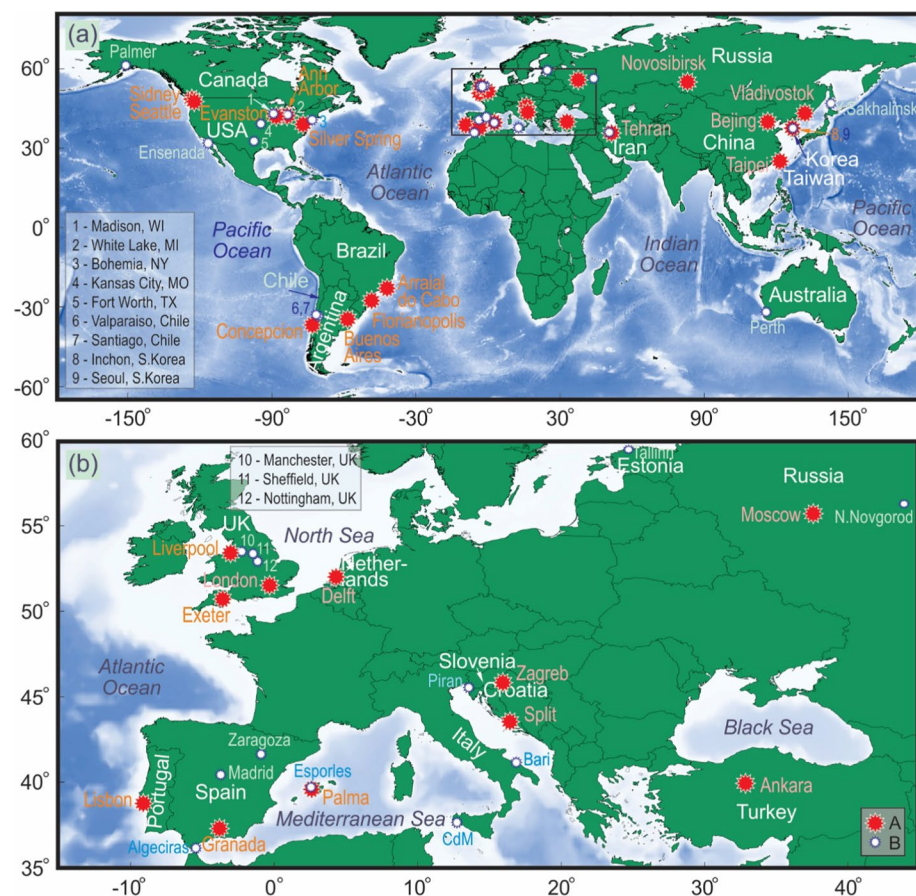 (a)
Palmer
Canada
Ann
Arbor
1
2
Sidney
Seattle
Evanston
3
USA
4
Silver Spring
5
Ensenada
Novosibirsk
Russia
Vladivostok
Sakhalinsk
Bejing
8,9
Tehran
Iran
China
Korea
Taipei
Taiwan
Atlantic
Ocean
Pacific
Ocean
Pacific
Ocean
Indian
Ocean
Brazil
Chile
6,7
Arraial
do Cabo
Florianopolis
Concepcion
Argentina
Buenos
Aires
Australia
Perth
1 - Madison, WI
2 - White Lake, MI
3 - Bohemia, NY
4 - Kansas City, MO
5 - Fort Worth, TX
6 - Valparaiso, Chile
7 - Santiago, Chile
8 - Inchon, S.Korea
9 - Seoul, S.Korea
60°
30°
0°
-30°
-60°
-150° -90° -30° 30° 90° 150°
60°
(b)
10 - Manchester, UK
11 - Sheffield, UK
12 - Nottingham, UK
Tallinn
Estonia
Russia
Moscow
N.Novgorod
UK
10
11
12
Liverpool
North Sea
London
Nether-
lands
Delft
Exeter
Atlantic
Ocean
Slovenia
Zagreb
Piran
Croatia
Split
Black Sea
Italy
Bari
Zaragoza
Madrid
Esporles
Palma
Portugal
Spain
Lisbon
Granada
Algeciras
Mediterranean Sea
CdM
Ankara
Turkey
A
B
55°
50°
45°
40°
35°
-10° 0° 10° 20° 30° 40°